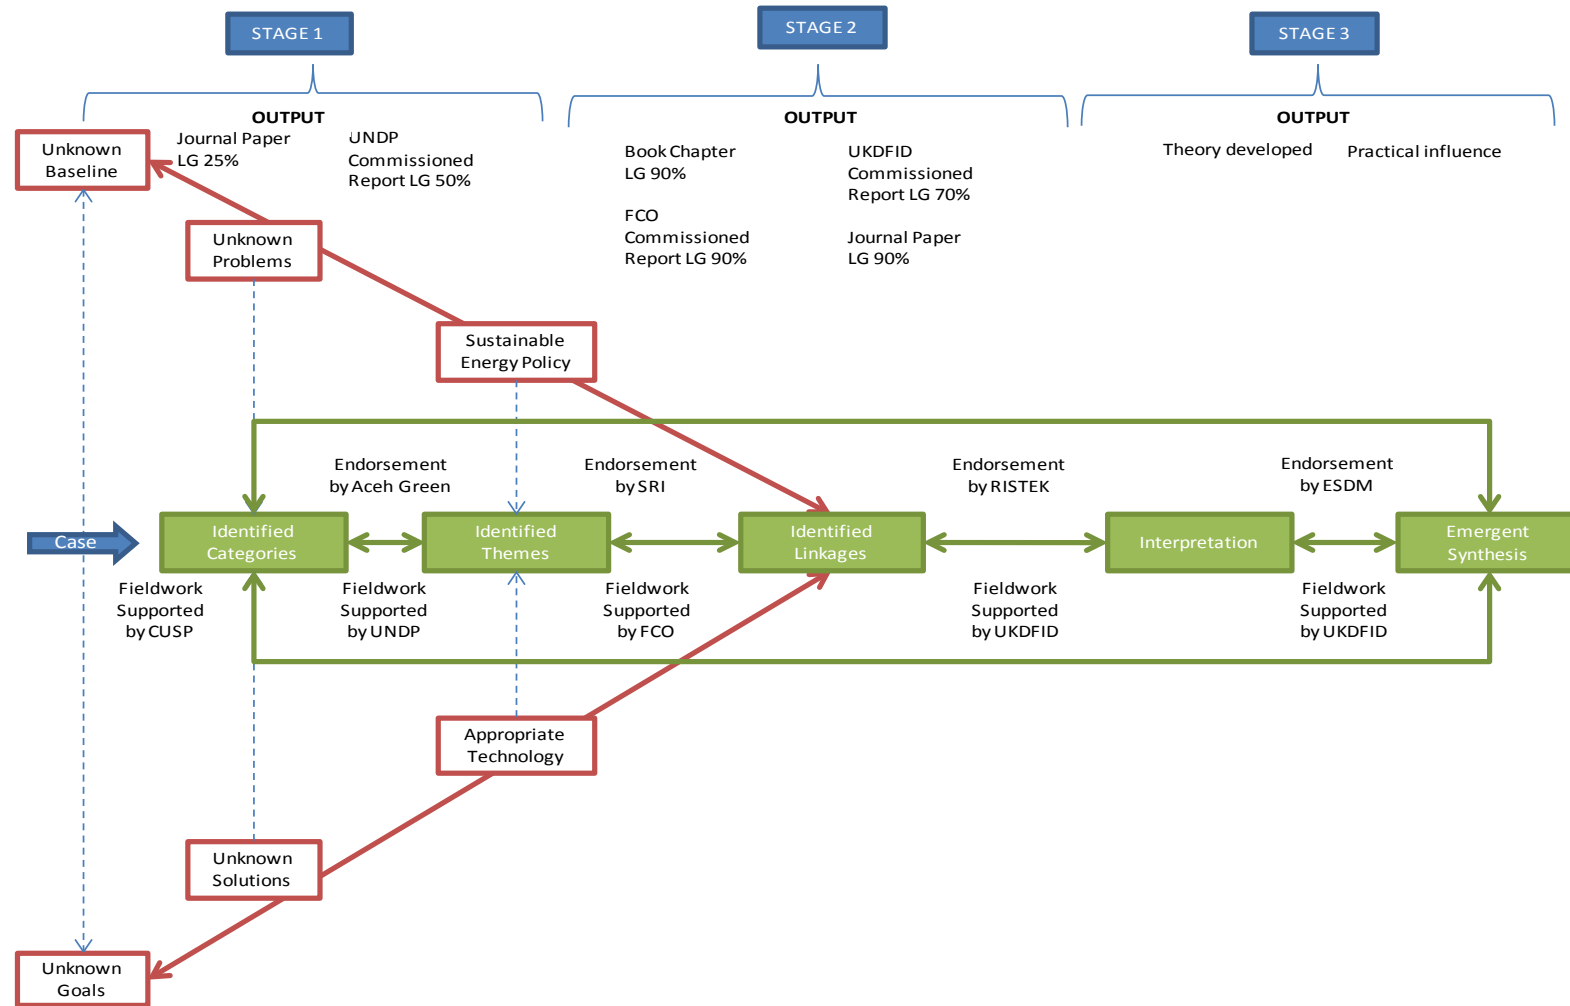 STAGE 1
STAGE 2
STAGE 3
OUTPUT
OUTPUT
OUTPUT
Journal Paper
LG 25%
UNDP
Commissioned
Report LG 50%
Book Chapter
LG 90%
UKDFID
Commissioned
Report LG 70%
FCO
Commissioned
Report LG 90%
Journal Paper
LG 90%
Theory developed
Practical influence
Unknown
Baseline
Unknown
Problems
Sustainable
Energy Policy
Endorsement
by Aceh Green
Endorsement
by SRI
Endorsement
by RISTEK
Endorsement
by ESDM
Case
Identified
Categories
Identified
Themes
Identified
Linkages
Interpretation
Emergent
Synthesis
Fieldwork
Supported
by CUSP
Fieldwork
Supported
by UNDP
Fieldwork
Supported
by FCO
Fieldwork
Supported
by UKDFID
Fieldwork
Supported
by UKDFID
Appropriate
Technology
Unknown
Solutions
Unknown
Goals